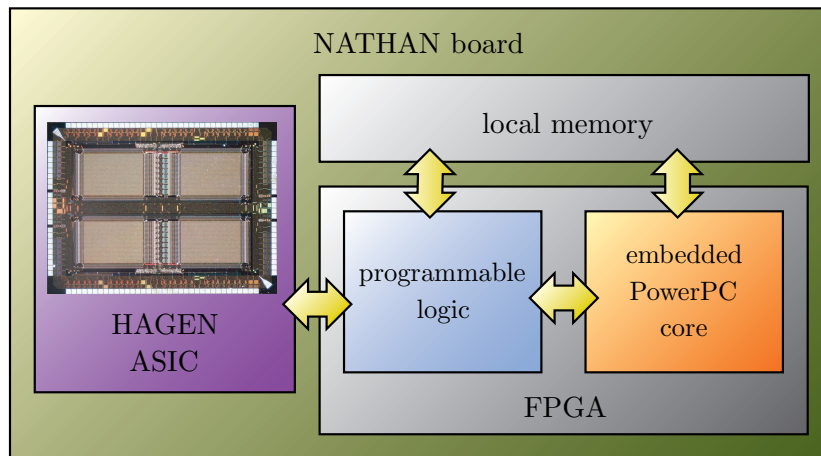 NATHAN board
local memory
programmable
logic
embedded
PowerPC
core
HAGEN
ASIC
FPGA